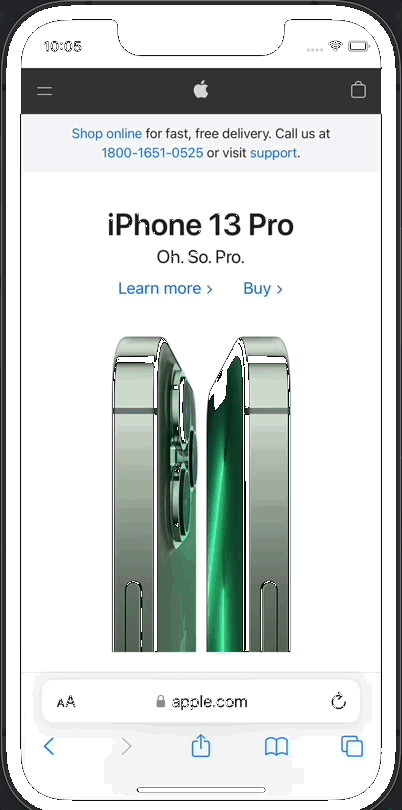 10:05
Shop online for fast, free delivery. Call us at
1800-1651-0525 or visit support.
iPhone 13 Pro
Oh. So. Pro.
Learn more > Buy >
AA apple.com